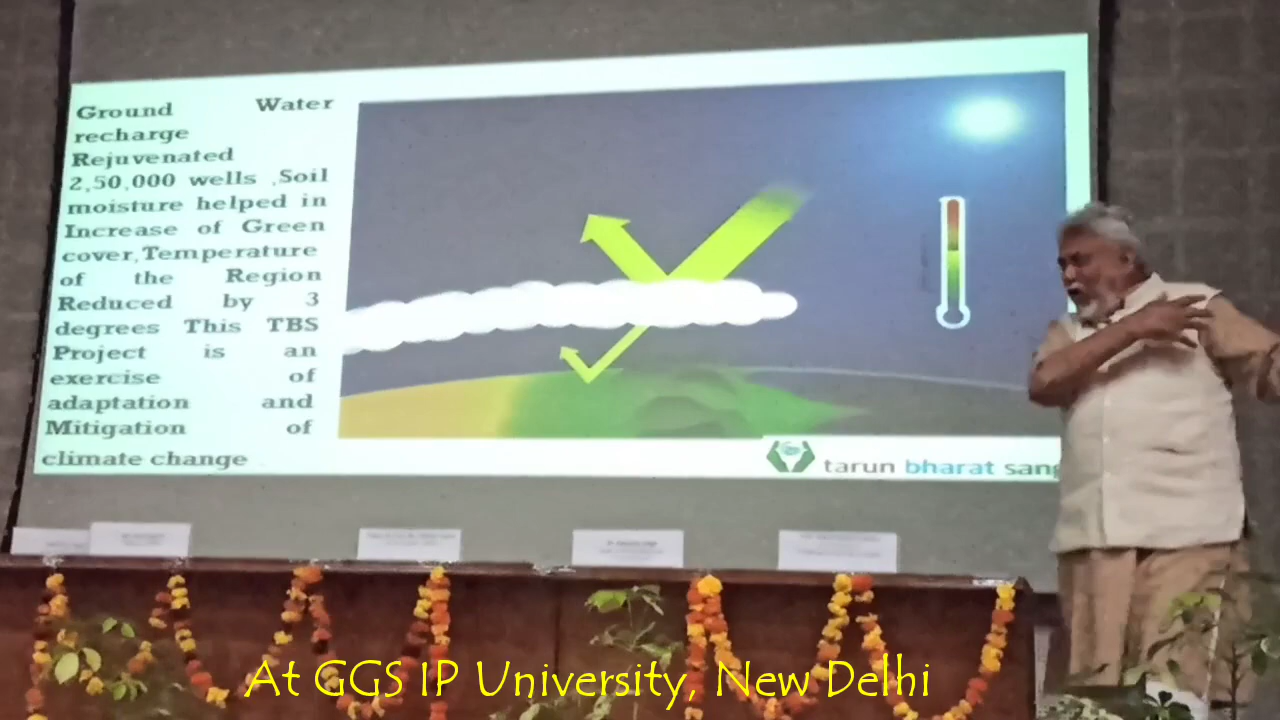 Ground Water
recharge
Rejuvenated
2,50,000 wells ,Soil
moisture helped in
Increase of Green
cover,Temperature
of the Region
Reduced by 3
degrees This TBS
Project is an
exercise of
adaptation and
Mitigation of
climate change
tarun bharat sang
At GGS IP University, New Delhi